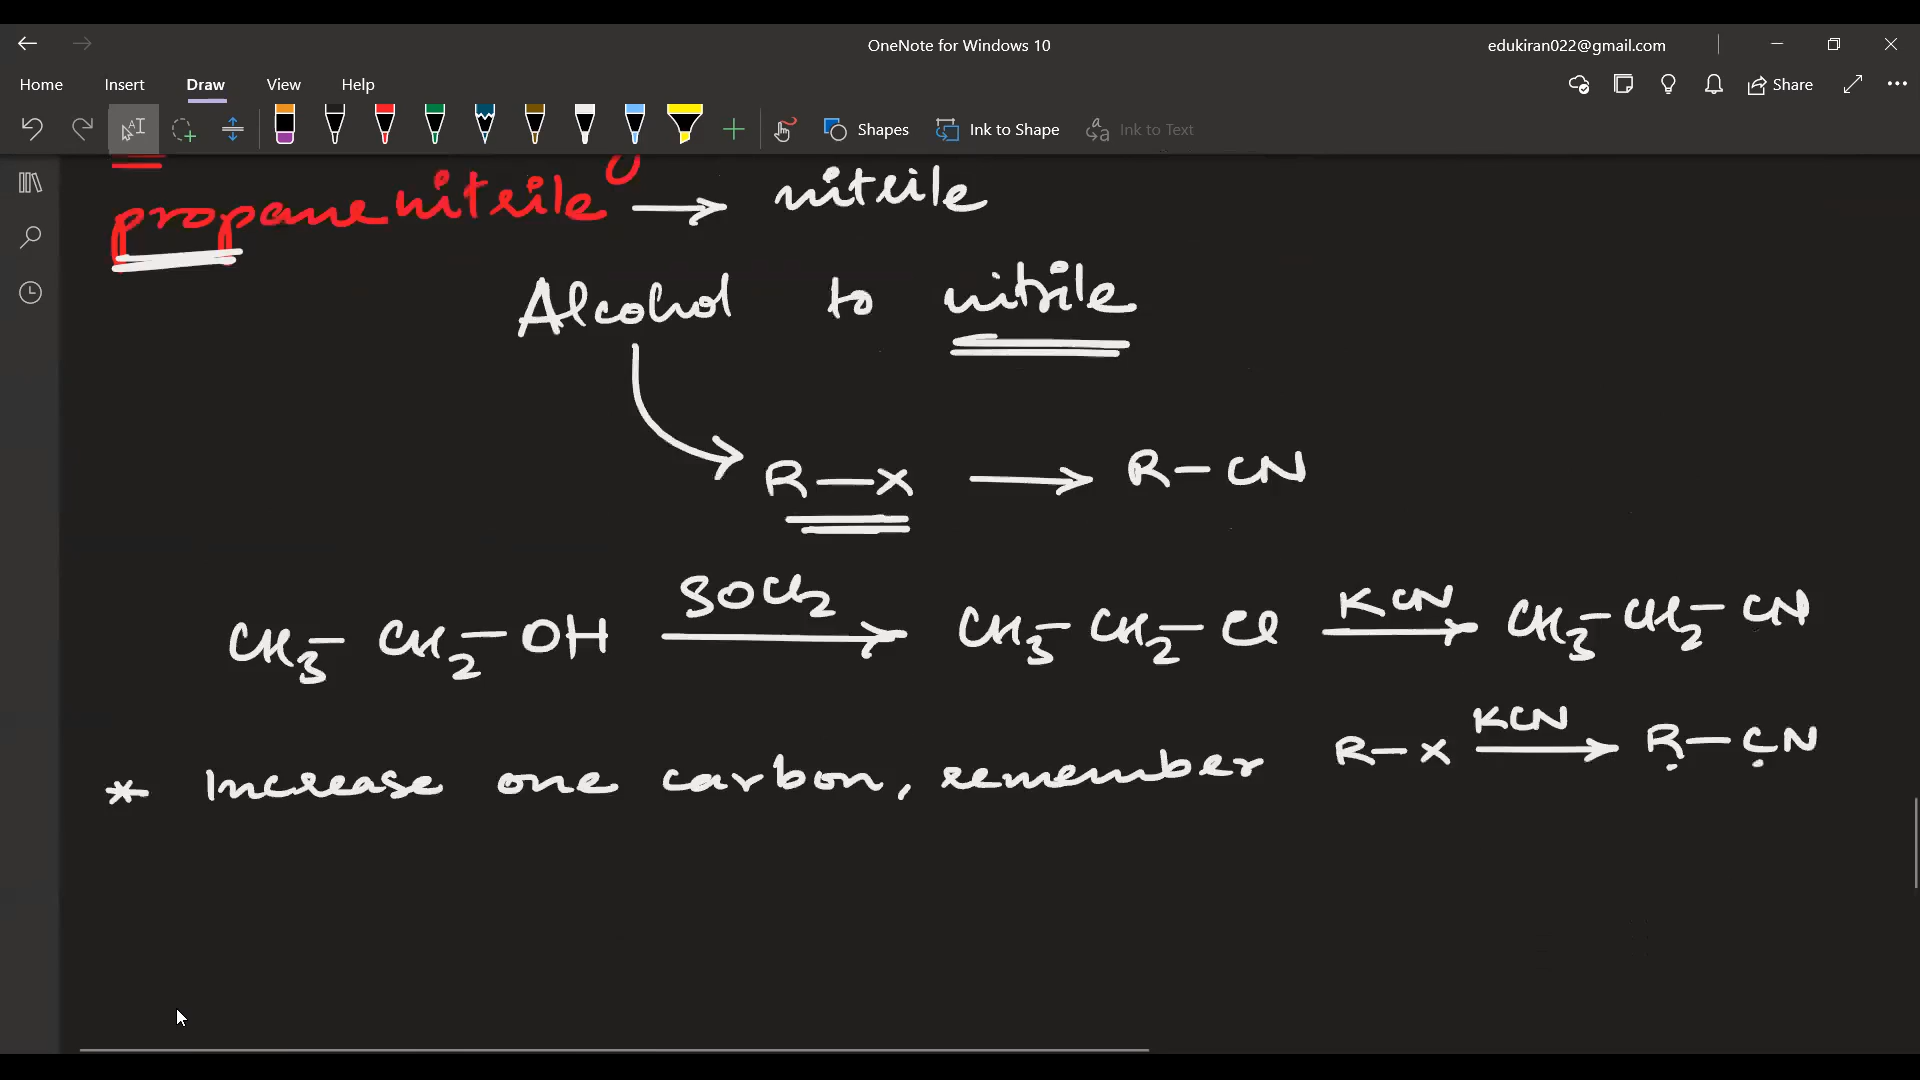 OneNote for Windows 10
edukiran022@gmail.com
Home Insert Draw View Help
Share
Shapes Ink to Shape Ink to Text
propanenitrile → nitrile
Alcohol to nitrile
R—X → R—CN
CH3—CH2—OH SOCl2→ CH3—CH2—Cl KCN→ CH3—CH2—CN
* Increase one carbon, remember R—X KCN→ R—CN